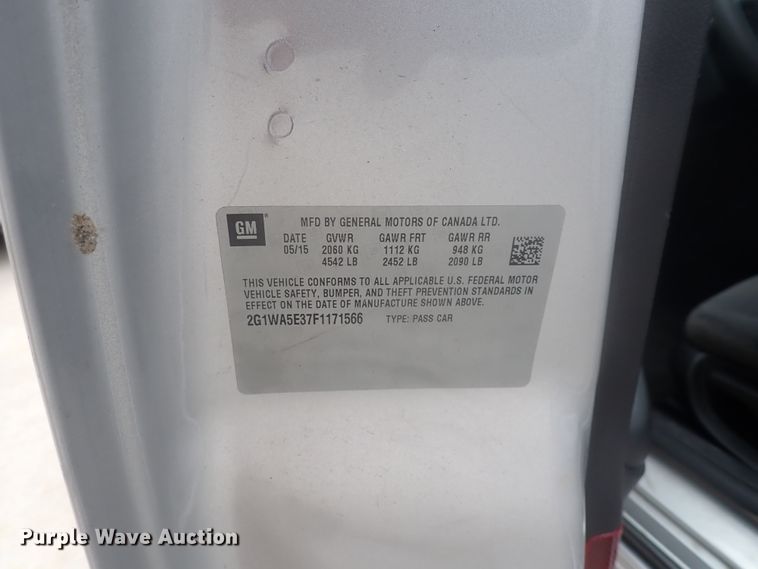 GM
MFD BY GENERAL MOTORS OF CANADA LTD.
DATE GVWR GAWR FRT GAWR RR
05/15 2060 KG 1112 KG 948 KG
4542 LB 2452 LB 2090 LB
THIS VEHICLE CONFORMS TO ALL APPLICABLE U.S. FEDERAL MOTOR
VEHICLE SAFETY, BUMPER, AND THEFT PREVENTION STANDARDS IN
EFFECT ON THE DATE OF MANUFACTURE SHOWN ABOVE.
2G1WA5E37F1171566 TYPE: PASS CAR
Purple Wave Auction